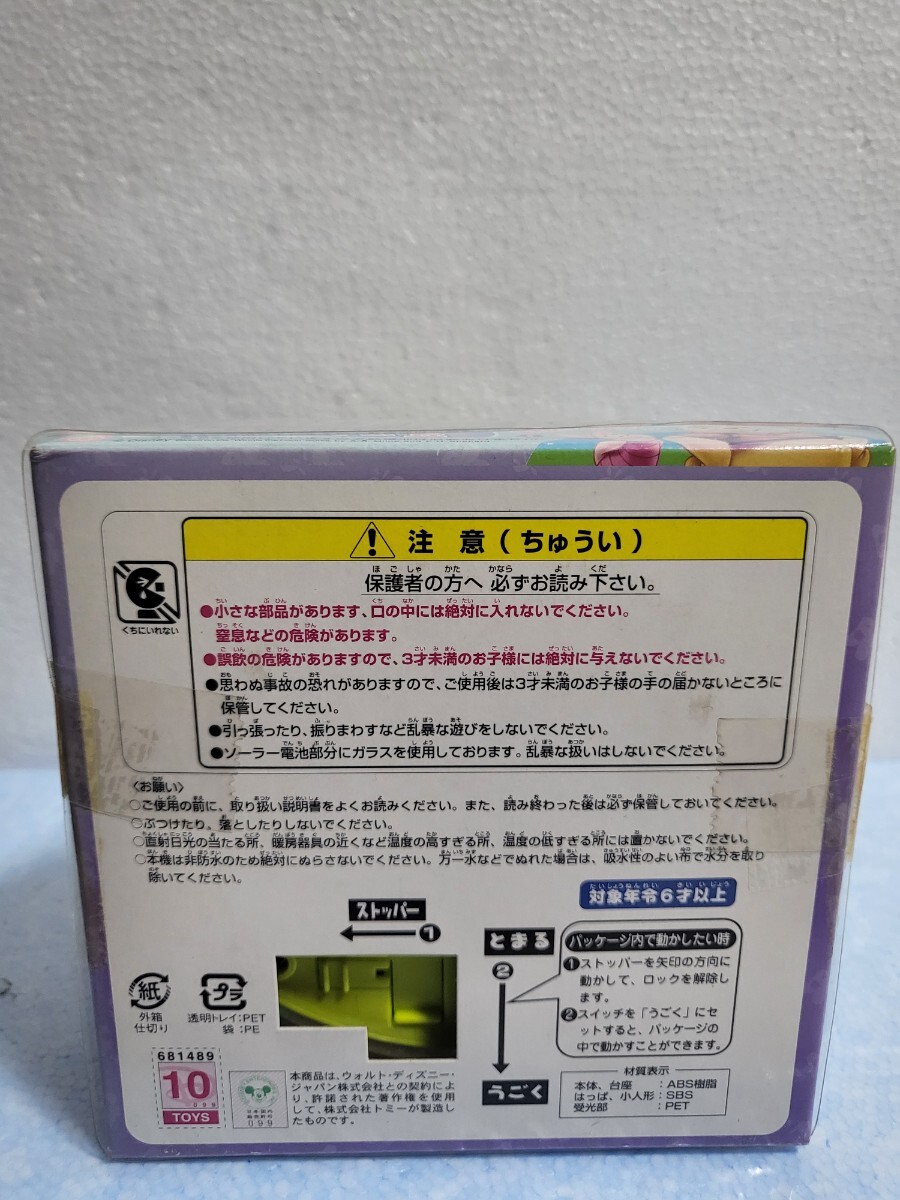 注 意（ちゅうい）
保護者の方へ 必ずお読み下さい。
くちにいれない
●小さな部品があります、口の中には絶対に入れないでください。
窒息などの危険があります。
●誤飲の危険がありますので、3才未満のお子様には絶対に与えないでください。
●思わぬ事故の恐れがありますので、ご使用後は3才未満のお子様の手の届かないところに
保管してください。
●引っ張ったり、振りまわすなど乱暴な遊びをしないでください。
●ソーラー電池部分にガラスを使用しております。乱暴な扱いはしないでください。
〈お願い〉
○ご使用の前に、取り扱い説明書をよくお読みください。また、読み終わった後は必ず保管しておいてください。
○ぶつけたり、落としたりしないでください。
○直射日光の当たる所、暖房器具の近くなど温度の高すぎる所、温度の低すぎる所には置かないでください。
○本機は非防水のため絶対にぬらさないでください。万一水などでぬれた場合は、吸水性のよい布で水分を取り
除いてください。
対象年令6才以上
ストッパー
❶
とまる
❷
うごく
パッケージ内で動かしたい時
❶ストッパーを矢印の方向に
動かして、ロックを解除し
ます。
❷スイッチを「うごく」にセ
ットすると、パッケージの
中で動かすことができます。
紙
外箱
仕切り
プラ
透明トレイ:PET
袋:PE
681489
10
099
TOYS
099
本商品は、ウォルト・ディズニー・
ジャパン株式会社との契約によ
り、許諾された著作権を使用
して、株式会社トミーが製造し
たものです。
材質表示
本体、台座 :ABS樹脂
はっぱ、小人形:SBS
受光部 :PET